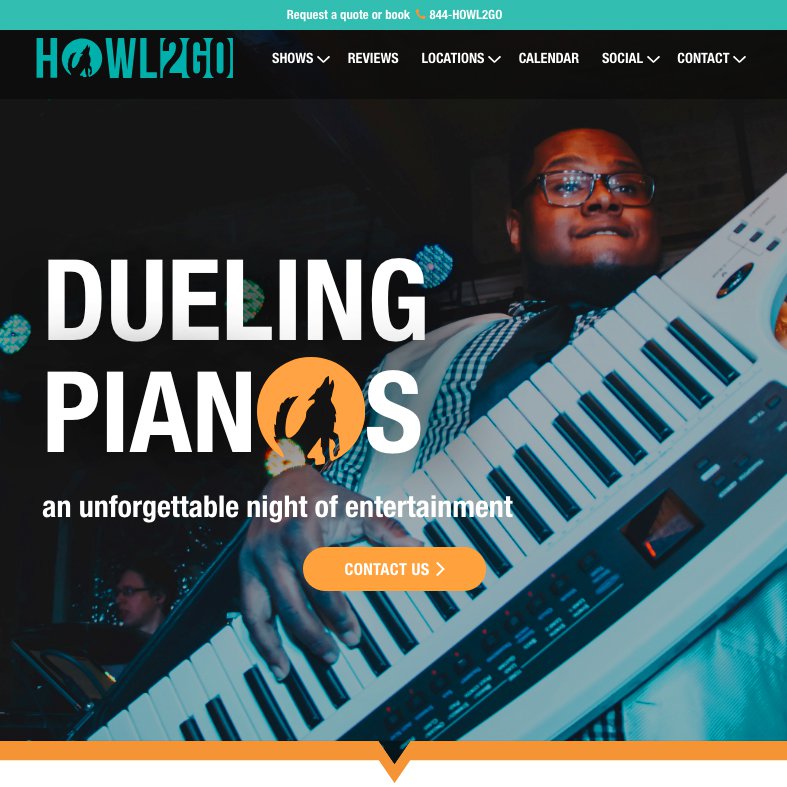 Request a quote or book 844-HOWL2GO
HOWL2GO
SHOWS REVIEWS LOCATIONS CALENDAR SOCIAL CONTACT
DUELING
PIANOS
an unforgettable night of entertainment
CONTACT US